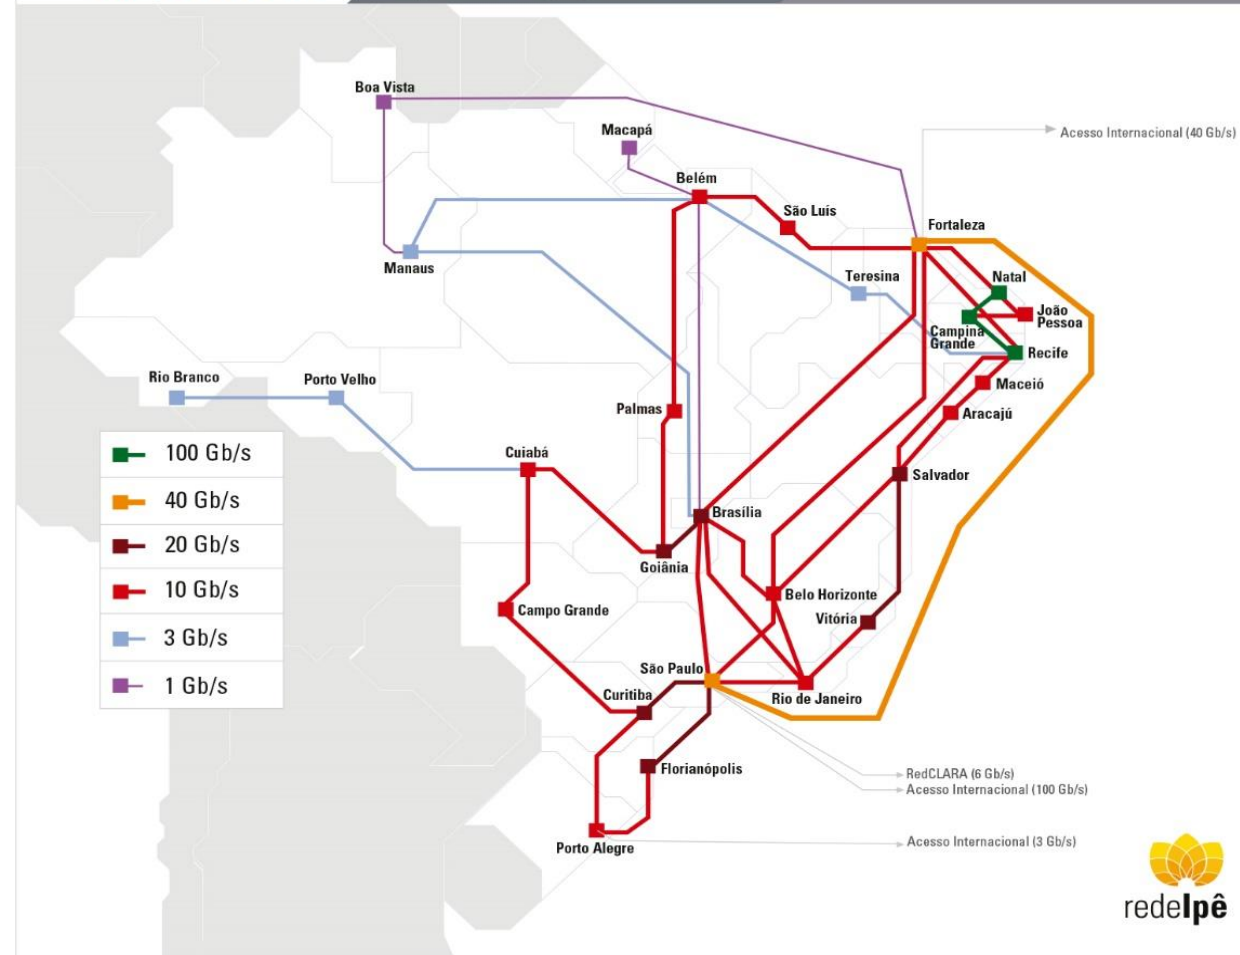 Boa Vista
Macapá
Acesso Internacional (40 Gb/s)
Belém
São Luís
Fortaleza
Manaus
Teresina
Natal
João
Pessoa
Campina
Grande
Recife
Rio Branco
Porto Velho
Maceió
Palmas
Aracajú
100 Gb/s
40 Gb/s
20 Gb/s
10 Gb/s
3 Gb/s
1 Gb/s
Cuiabá
Salvador
Brasília
Goiânia
Campo Grande
Belo Horizonte
Vitória
São Paulo
Curitiba
Rio de Janeiro
Florianópolis
RedCLARA (6 Gb/s)
Acesso Internacional (100 Gb/s)
Porto Alegre
Acesso Internacional (3 Gb/s)
redeIpê